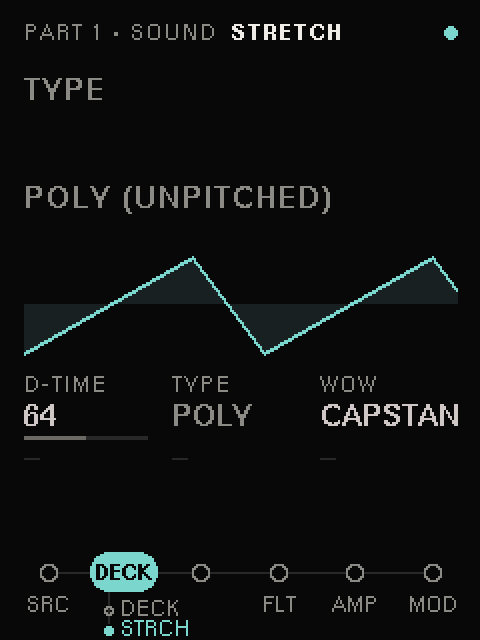 PART 1 · SOUND STRETCH
TYPE
POLY (UNPITCHED)
D-TIME TYPE WOW
64 POLY CAPSTAN
DECK
SRC FLT AMP MOD
DECK
STRCH